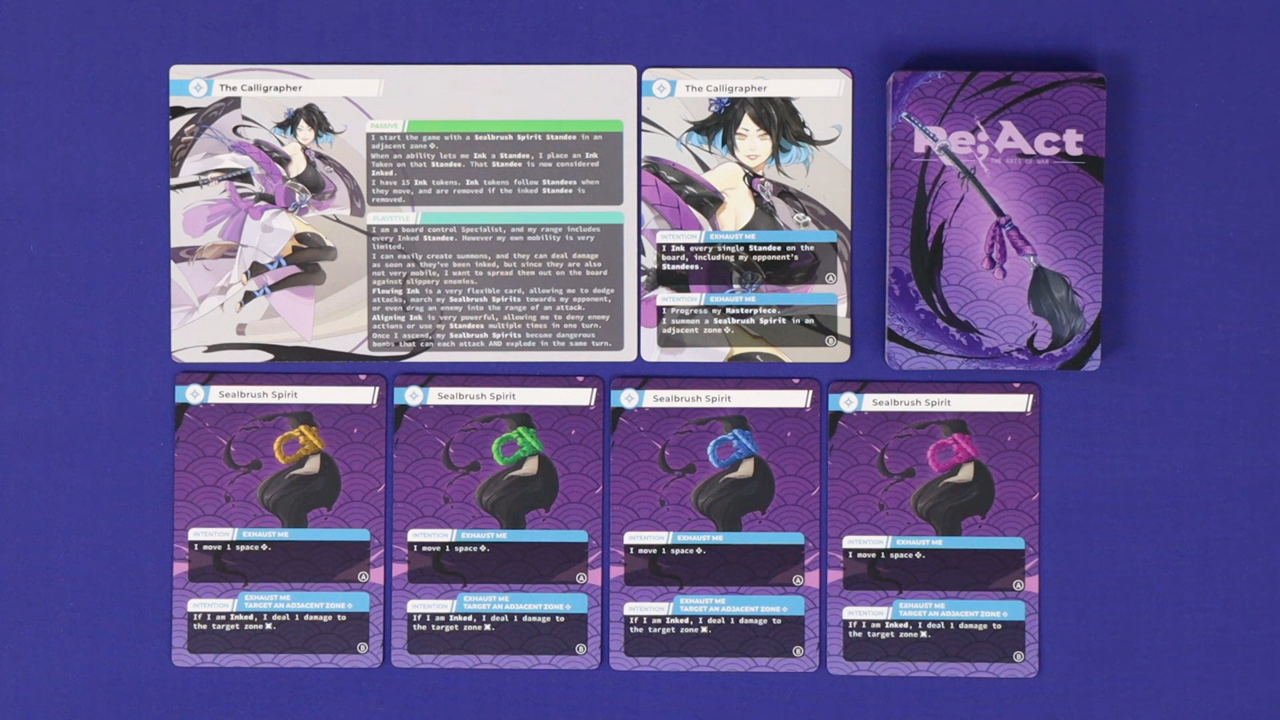 The Calligrapher
PASSIVE
I start the game with a Sealbrush Spirit Standee in an
adjacent zone
When an ability lets me Ink a Standee, I place an Ink
Token on that Standee. That Standee is now considered
Inked.
I have 15 Ink tokens. Ink tokens follow Standees when
they move, and are removed if the inked Standee is
removed.
PLAYSTYLE
I am a board control Specialist, and my range includes
every Inked Standee. However my own mobility is very
limited.
I can easily create summons, and they can deal damage
as soon as they've been inked, but since they are also
not very mobile, I want to spread them out on the board
against slippery enemies.
Flowing Ink is a very flexible card, allowing me to dodge
attacks, march my Sealbrush Spirits towards my opponent,
or even drag an enemy into the range of an attack.
Aligning Ink is very powerful, allowing me to deny enemy
actions or use my Standees multiple times in one turn.
Once I ascend, my Sealbrush Spirits become dangerous
bombs that can each attack AND explode in the same turn.
The Calligrapher
INTENTION EXHAUST ME
I Ink every single Standee on the
board, including my opponent's
Standees.
A
INTENTION EXHAUST ME
I Progress my Masterpiece.
I summon a Sealbrush Spirit in an
adjacent zone
B
Re;Act
THE ARTS OF WAR
Sealbrush Spirit
INTENTION EXHAUST ME
I move 1 space
A
EXHAUST ME
INTENTION TARGET AN ADJACENT ZONE
If I am Inked, I deal 1 damage to
the target zone
B
Sealbrush Spirit
INTENTION EXHAUST ME
I move 1 space
A
EXHAUST ME
INTENTION TARGET AN ADJACENT ZONE
If I am Inked, I deal 1 damage to
the target zone
B
Sealbrush Spirit
INTENTION EXHAUST ME
I move 1 space
A
EXHAUST ME
INTENTION TARGET AN ADJACENT ZONE
If I am Inked, I deal 1 damage to
the target zone
B
Sealbrush Spirit
INTENTION EXHAUST ME
I move 1 space
A
EXHAUST ME
INTENTION TARGET AN ADJACENT ZONE
If I am Inked, I deal 1 damage to
the target zone
B